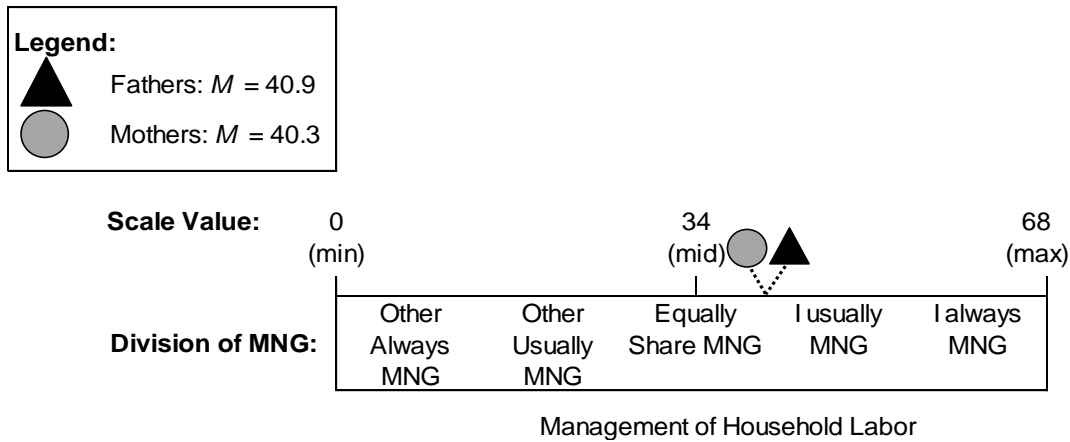 Legend:
Fathers: M = 40.9
Mothers: M = 40.3
Scale Value: 0 34 68
(min) (mid) (max)
Other Other Equally I usually I always
Division of MNG: Always Usually Share MNG MNG MNG
MNG MNG
Management of Household Labor